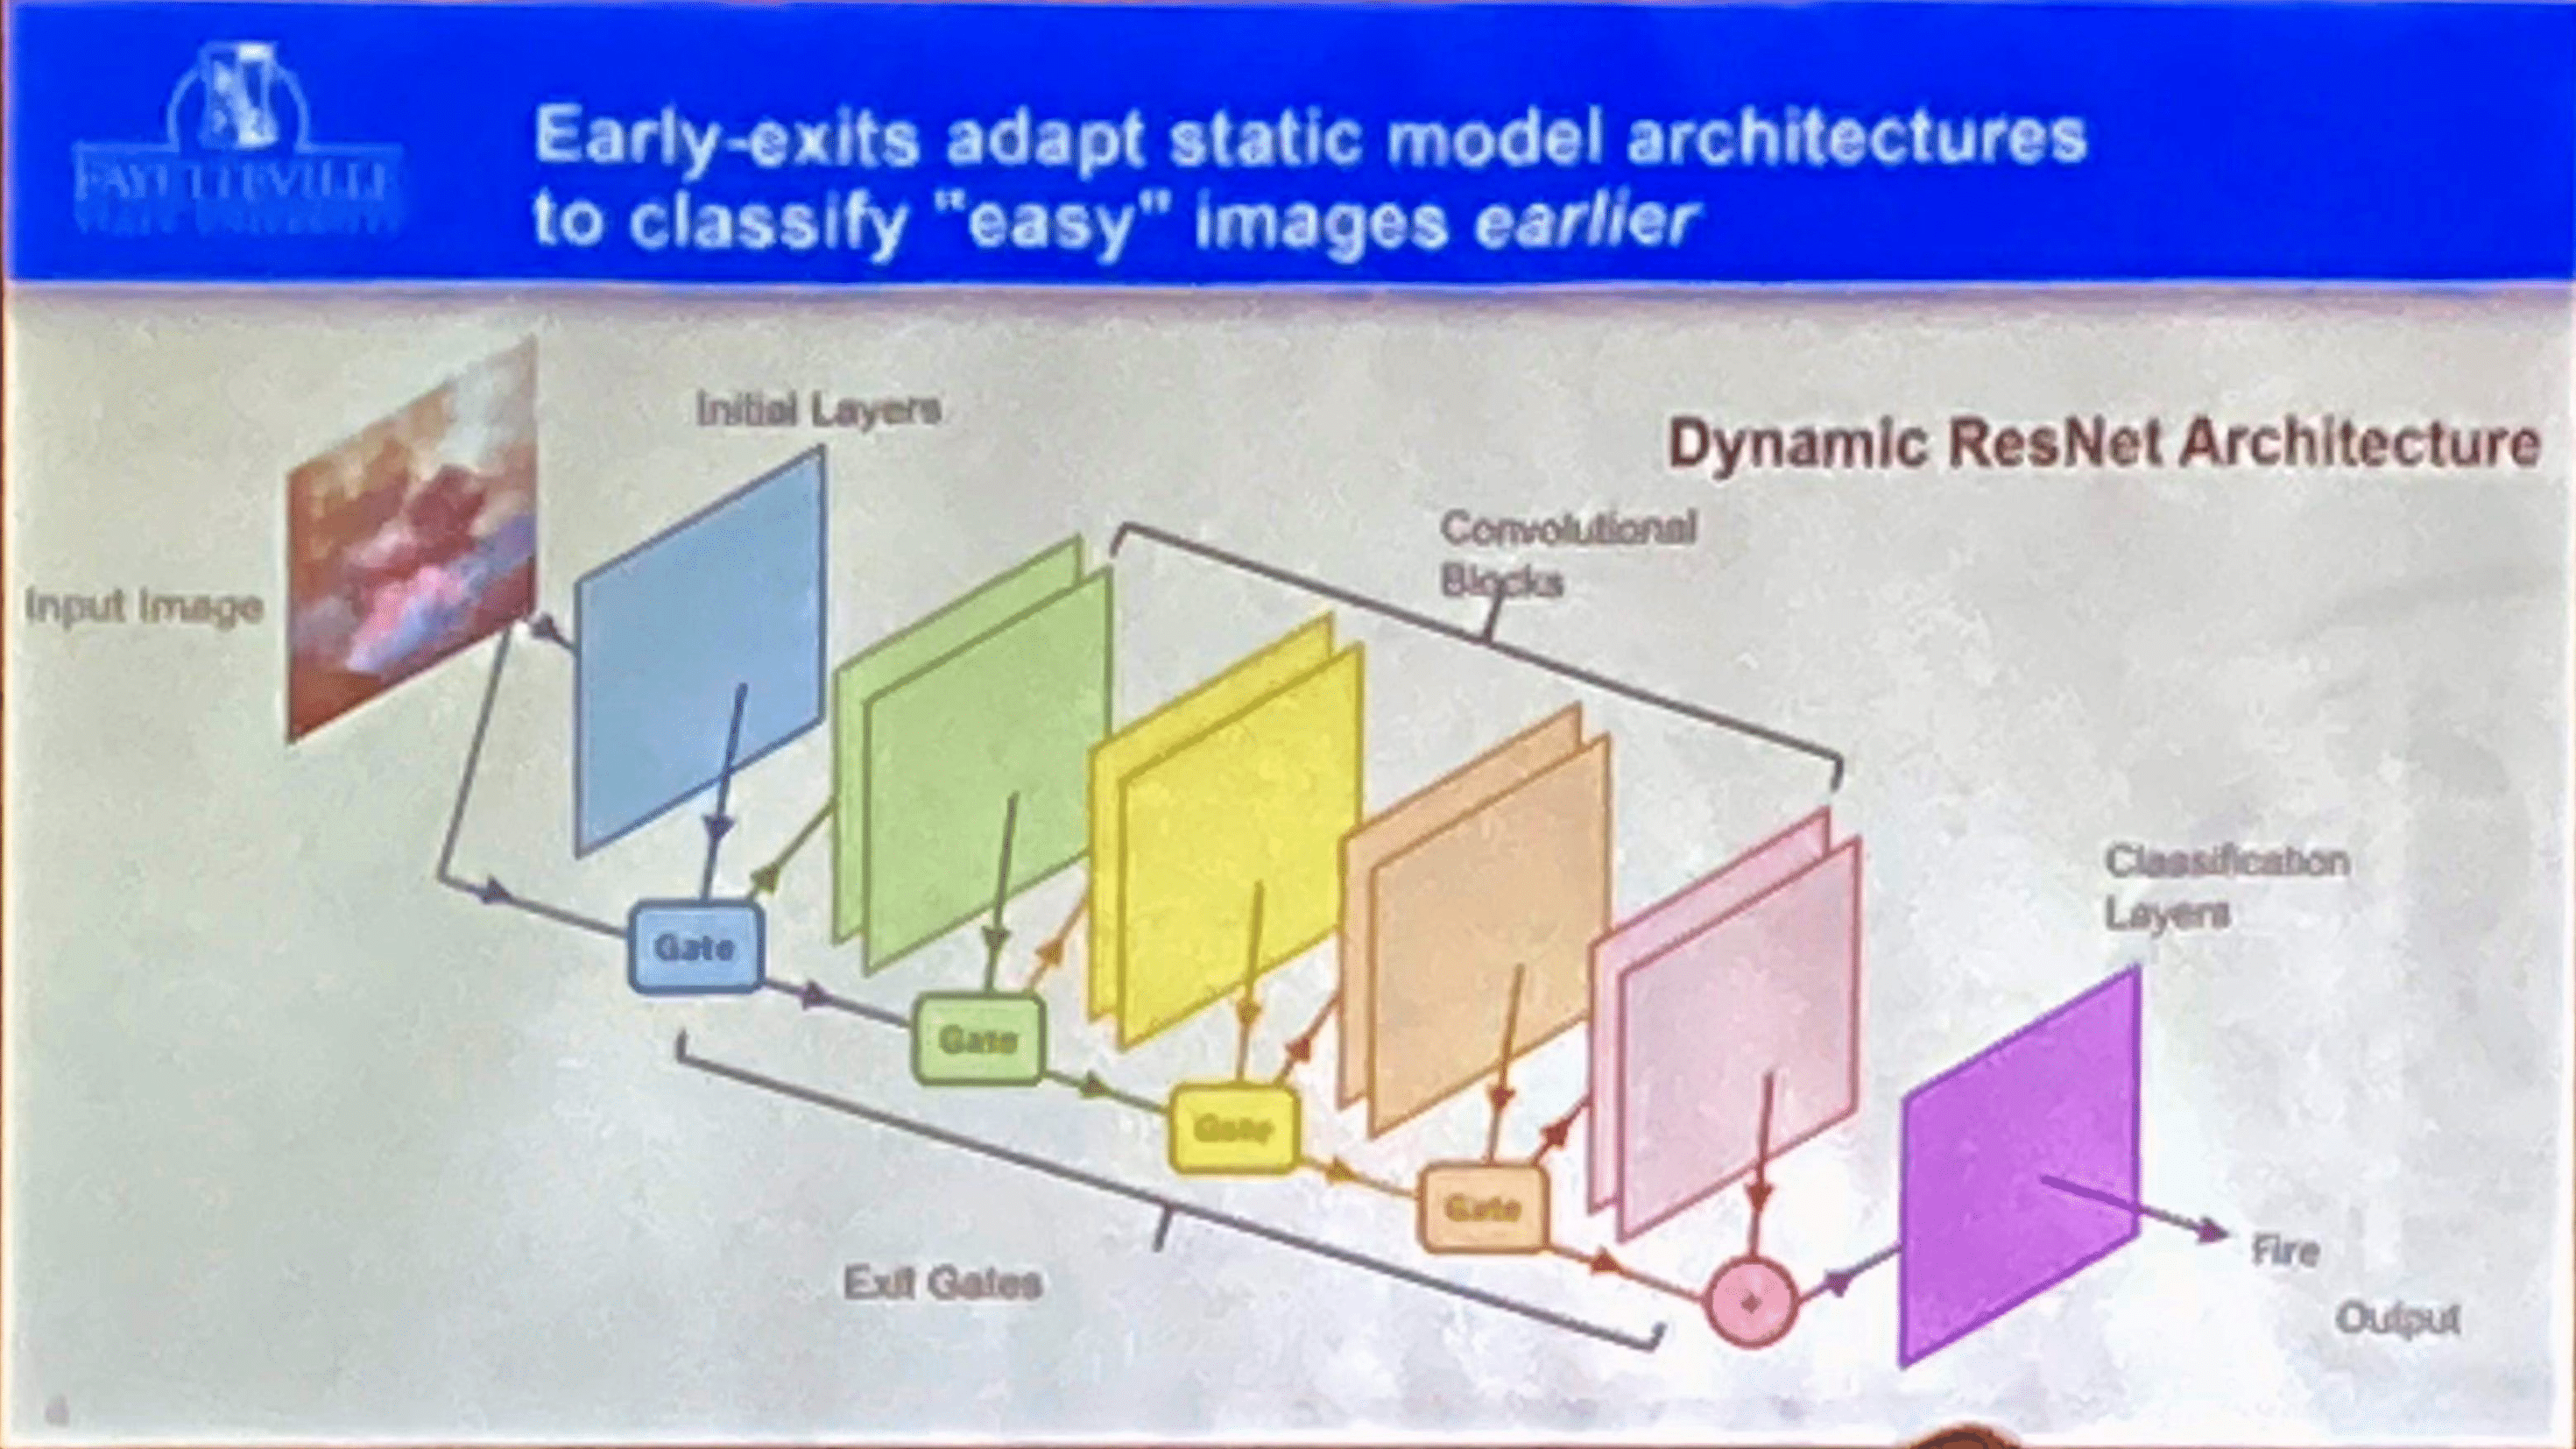 FAYETTEVILLE
STATE UNIVERSITY
Early-exits adapt static model architectures
to classify "easy" images earlier
Initial Layers
Dynamic ResNet Architecture
Convolutional
Blocks
Input Image
Classification
Layers
Gate
Gate
Gate
Gate
Fire
Exit Gates
+
Output